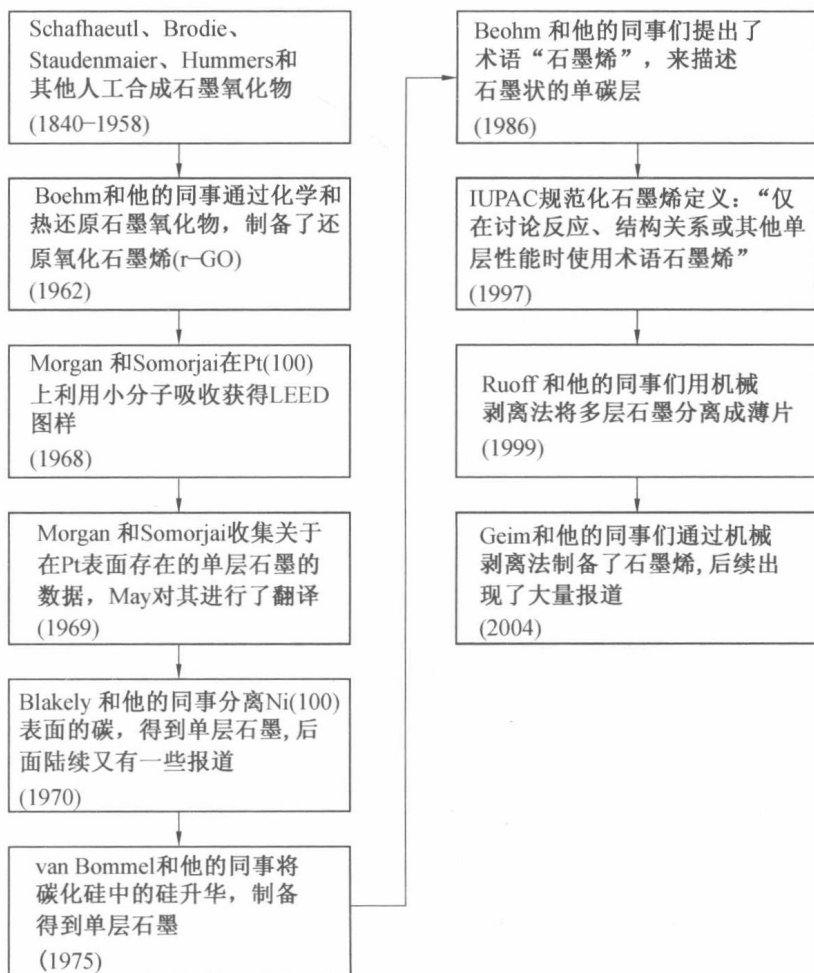 Schafhaeutl、Brodie、
Staudenmaier、Hummers和
其他人工合成石墨氧化物
(1840–1958)
Boehm和他的同事通过化学和
热还原石墨氧化物，制备了还
原氧化石墨烯(r–GO)
(1962)
Morgan 和Somorjai在Pt(100)
上利用小分子吸收获得LEED
图样
(1968)
Morgan 和Somorjai收集关于
在Pt表面存在的单层石墨的
数据，May对其进行了翻译
(1969)
Blakely 和他的同事分离Ni(100)
表面的碳，得到单层石墨,后
面陆续又有一些报道
(1970)
van Bommel和他的同事将
碳化硅中的硅升华，制备
得到单层石墨
(1975)
Beohm 和他的同事们提出了
术语“石墨烯”，来描述
石墨状的单碳层
(1986)
IUPAC规范化石墨烯定义：“仅
在讨论反应、结构关系或其他单
层性能时使用术语石墨烯”
(1997)
Ruoff 和他的同事们用机械
剥离法将多层石墨分离成薄片
(1999)
Geim和他的同事们通过机械
剥离法制备了石墨烯,后续出
现了大量报道
(2004)